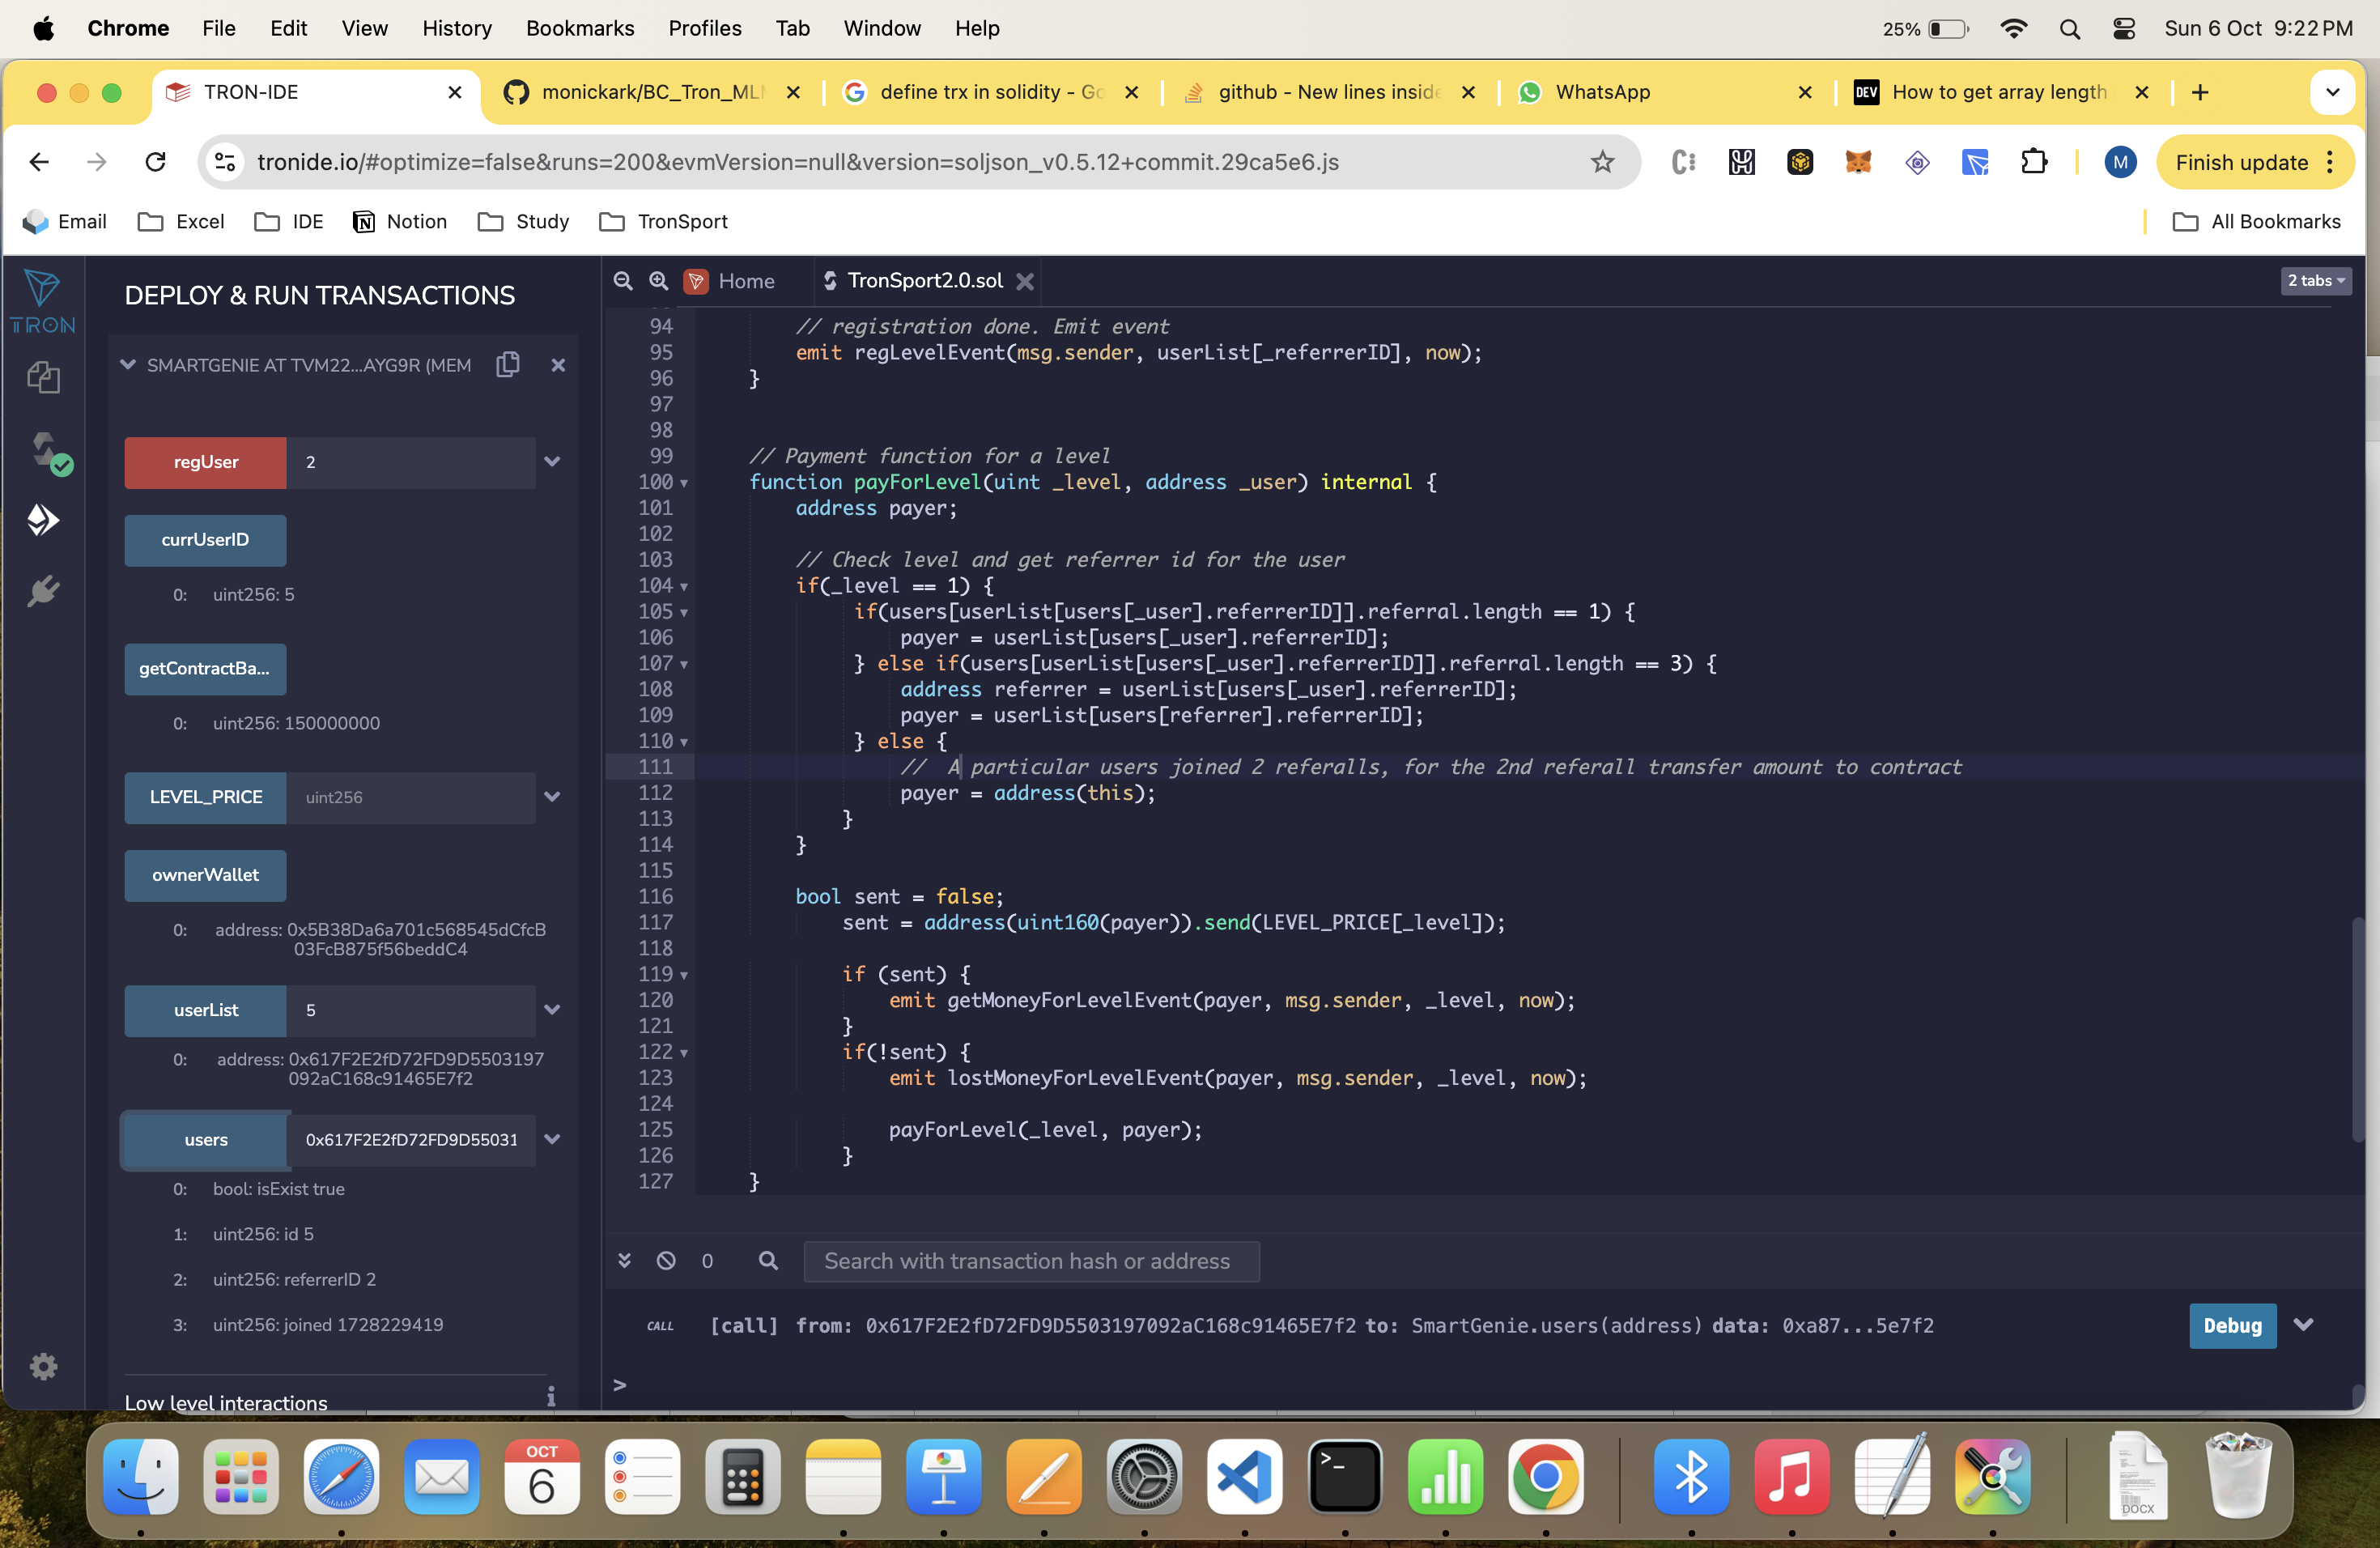 Chrome File Edit View History Bookmarks Profiles Tab Window Help 25% Sun 6 Oct 9:22 PM
TRON-IDE monickark/BC_Tron_ML define trx in solidity - Go github - New lines inside WhatsApp DEV How to get array length
tronide.io/#optimize=false&runs=200&evmVersion=null&version=soljson_v0.5.12+commit.29ca5e6.js M Finish update
Email Excel IDE Notion Study TronSport All Bookmarks
TRON
DEPLOY & RUN TRANSACTIONS
SMARTGENIE AT TVM22...AYG9R (MEM
regUser 2
currUserID
0: uint256: 5
getContractBa...
0: uint256: 150000000
LEVEL_PRICE uint256
ownerWallet
0: address: 0x5B38Da6a701c568545dCfcB
03FcB875f56beddC4
userList 5
0: address: 0x617F2E2fD72FD9D5503197
092aC168c91465E7f2
users 0x617F2E2fD72FD9D55031
0: bool: isExist true
1: uint256: id 5
2: uint256: referrerID 2
3: uint256: joined 1728229419
Low level interactions
Home TronSport2.0.sol 2 tabs
94 // registration done. Emit event
95 emit regLevelEvent(msg.sender, userList[_referrerID], now);
96 }
97
98
99 // Payment function for a level
100 function payForLevel(uint _level, address _user) internal {
101 address payer;
102
103 // Check level and get referrer id for the user
104 if(_level == 1) {
105 if(users[userList[users[_user].referrerID]].referral.length == 1) {
106 payer = userList[users[_user].referrerID];
107 } else if(users[userList[users[_user].referrerID]].referral.length == 3) {
108 address referrer = userList[users[_user].referrerID];
109 payer = userList[users[referrer].referrerID];
110 } else {
111 // A particular users joined 2 referalls, for the 2nd referall transfer amount to contract
112 payer = address(this);
113 }
114 }
115
116 bool sent = false;
117 sent = address(uint160(payer)).send(LEVEL_PRICE[_level]);
118
119 if (sent) {
120 emit getMoneyForLevelEvent(payer, msg.sender, _level, now);
121 }
122 if(!sent) {
123 emit lostMoneyForLevelEvent(payer, msg.sender, _level, now);
124
125 payForLevel(_level, payer);
126 }
127 }
0 Search with transaction hash or address
CALL [call] from: 0x617F2E2fD72FD9D5503197092aC168c91465E7f2 to: SmartGenie.users(address) data: 0xa87...5e7f2 Debug
>
OCT
6
DOCX